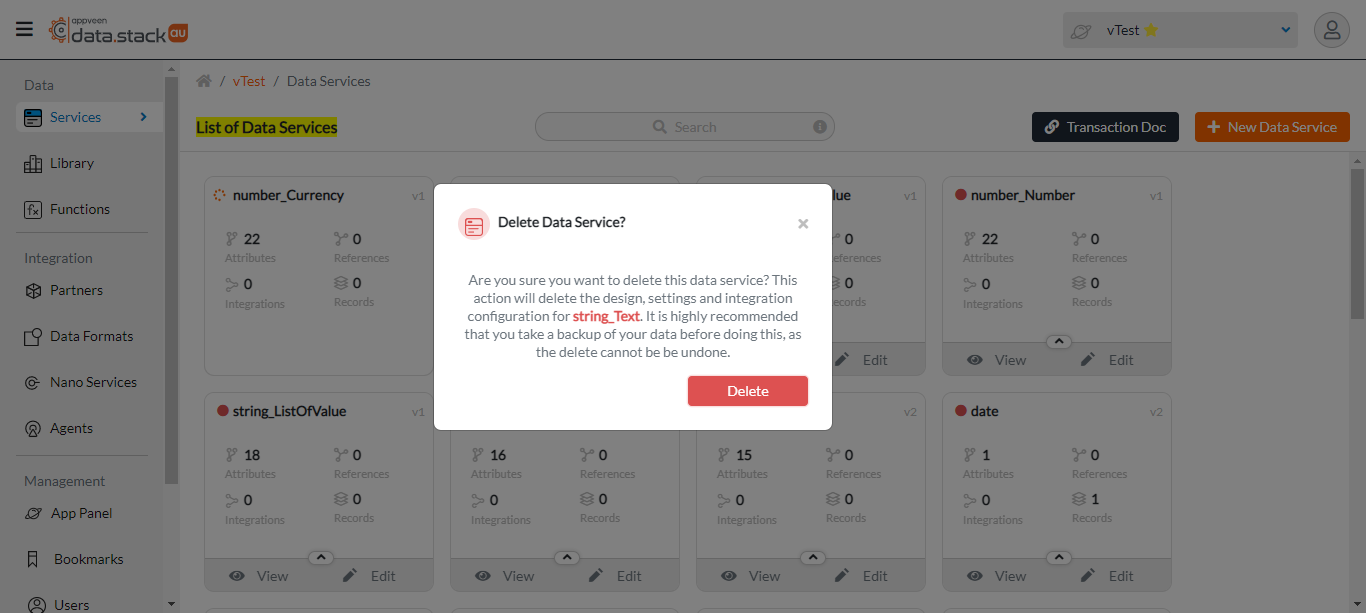 appveen
data.stack au
vTest ⭐
Data
Services
Library
Functions
Integration
Partners
Data Formats
Nano Services
Agents
Management
App Panel
Bookmarks
Users
/ vTest / Data Services
List of Data Services
Search
Transaction Doc
New Data Service
number_Currency v1
22 0
Attributes References
0 0
Integrations Records
v1
0
0
View Edit
number_Number v1
22 0
Attributes References
0 0
Integrations Records
View Edit
Delete Data Service?
Are you sure you want to delete this data service? This
action will delete the design, settings and integration
configuration for string_Text. It is highly recommended
that you take a backup of your data before doing this, as
the delete cannot be be undone.
Delete
string_ListOfValue v1
18 0
Attributes References
0 0
Integrations Records
View Edit
16 0
Attributes References
0 0
Integrations Records
View Edit
v2
15 0
Attributes References
0 0
Integrations Records
View Edit
date v2
1 0
Attributes References
0 1
Integrations Records
View Edit